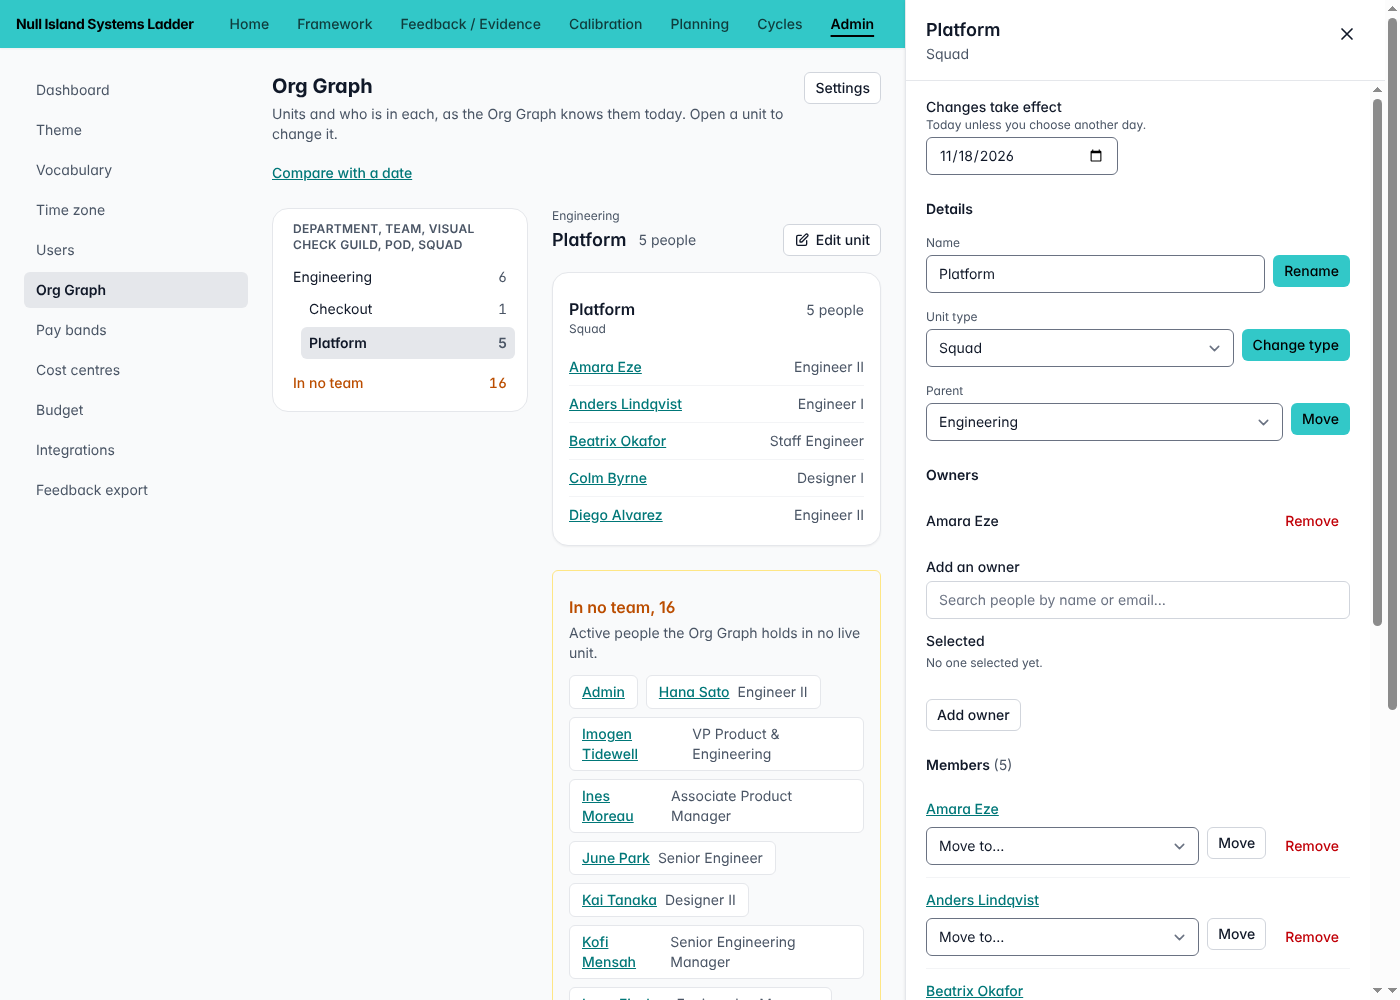 Null Island Systems Ladder
Home
Framework
Feedback / Evidence
Calibration
Planning
Cycles
Admin
Dashboard
Theme
Vocabulary
Time zone
Users
Org Graph
Pay bands
Cost centres
Budget
Integrations
Feedback export
Org Graph
Units and who is in each, as the Org Graph knows them today. Open a unit to
change it.
Settings
Compare with a date
DEPARTMENT, TEAM, VISUAL
CHECK GUILD, POD, SQUAD
Engineering 6
Checkout 1
Platform 5
In no team 16
Engineering
Platform 5 people
Edit unit
Platform 5 people
Squad
Amara Eze Engineer II
Anders Lindqvist Engineer I
Beatrix Okafor Staff Engineer
Colm Byrne Designer I
Diego Alvarez Engineer II
In no team, 16
Active people the Org Graph holds in no live
unit.
Admin
Hana Sato Engineer II
Imogen Tidewell
VP Product & Engineering
Ines Moreau
Associate Product Manager
June Park Senior Engineer
Kai Tanaka Designer II
Kofi Mensah
Senior Engineering Manager
Platform
Squad
Changes take effect
Today unless you choose another day.
11/18/2026
Details
Name
Platform
Rename
Unit type
Squad
Change type
Parent
Engineering
Move
Owners
Amara Eze Remove
Add an owner
Search people by name or email...
Selected
No one selected yet.
Add owner
Members (5)
Amara Eze
Move to... Move Remove
Anders Lindqvist
Move to... Move Remove
Beatrix Okafor